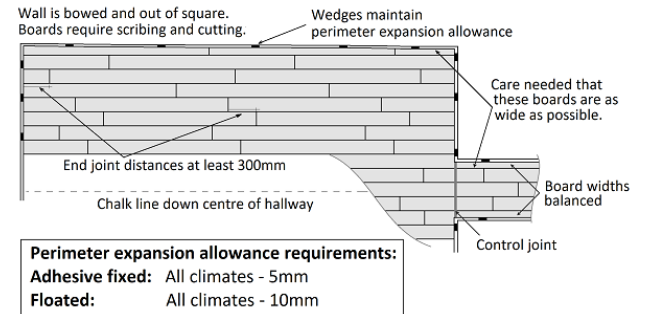 Wall is bowed and out of square.
Boards require scribing and cutting.
Wedges maintain
perimeter expansion allowance
Care needed that
these boards are as
wide as possible.
End joint distances at least 300mm
Board widths
balanced
Chalk line down centre of hallway
Control joint
Perimeter expansion allowance requirements:
Adhesive fixed: All climates - 5mm
Floated: All climates - 10mm